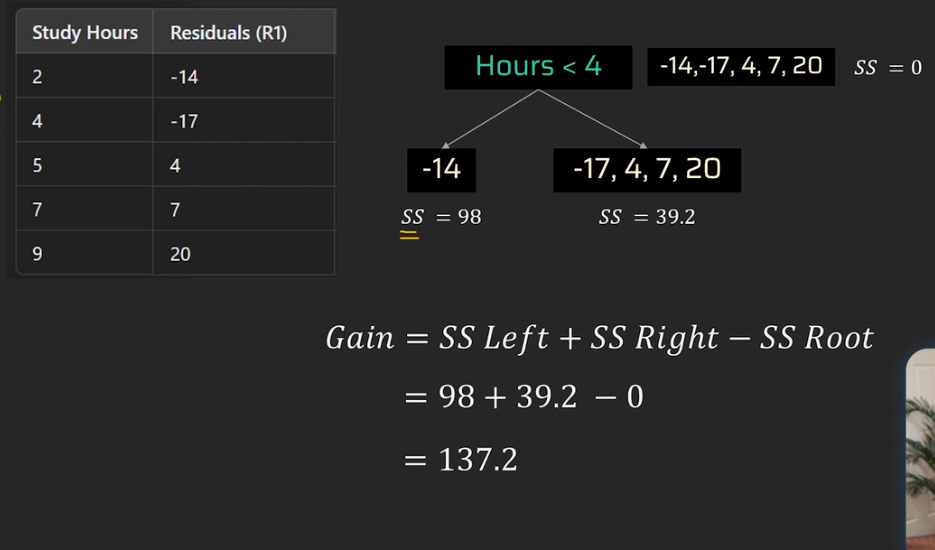 Study Hours Residuals (R1)
2 -14
4 -17
5 4
7 7
9 20
Hours < 4
-14,-17, 4, 7, 20 SS = 0
-14
-17, 4, 7, 20
SS = 98
SS = 39.2
Gain = SS Left + SS Right − SS Root
= 98 + 39.2 − 0
= 137.2